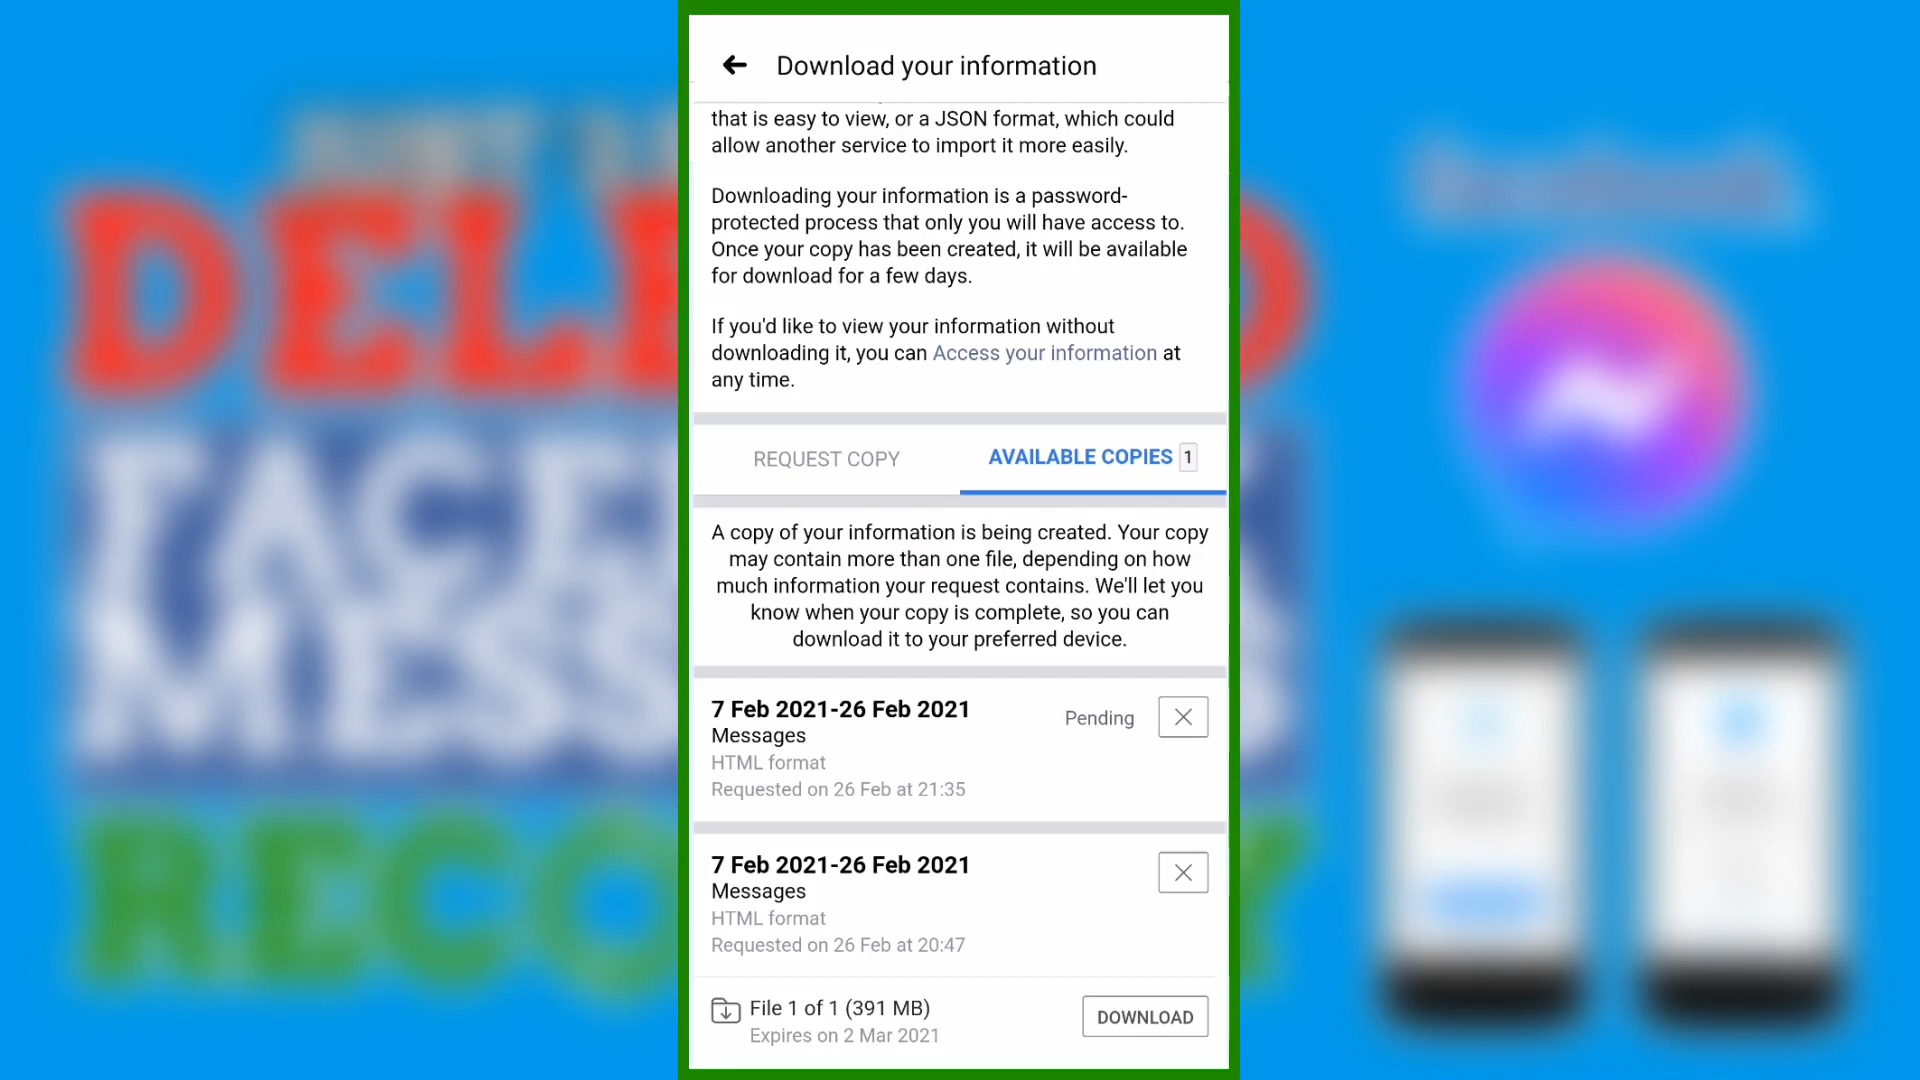 Download your information
that is easy to view, or a JSON format, which could
allow another service to import it more easily.
Downloading your information is a password-
protected process that only you will have access to.
Once your copy has been created, it will be available
for download for a few days.
If you'd like to view your information without
downloading it, you can Access your information at
any time.
REQUEST COPY
AVAILABLE COPIES 1
A copy of your information is being created. Your copy
may contain more than one file, depending on how
much information your request contains. We'll let you
know when your copy is complete, so you can
download it to your preferred device.
7 Feb 2021-26 Feb 2021
Pending
Messages
HTML format
Requested on 26 Feb at 21:35
7 Feb 2021-26 Feb 2021
Messages
HTML format
Requested on 26 Feb at 20:47
File 1 of 1 (391 MB)
Expires on 2 Mar 2021
DOWNLOAD